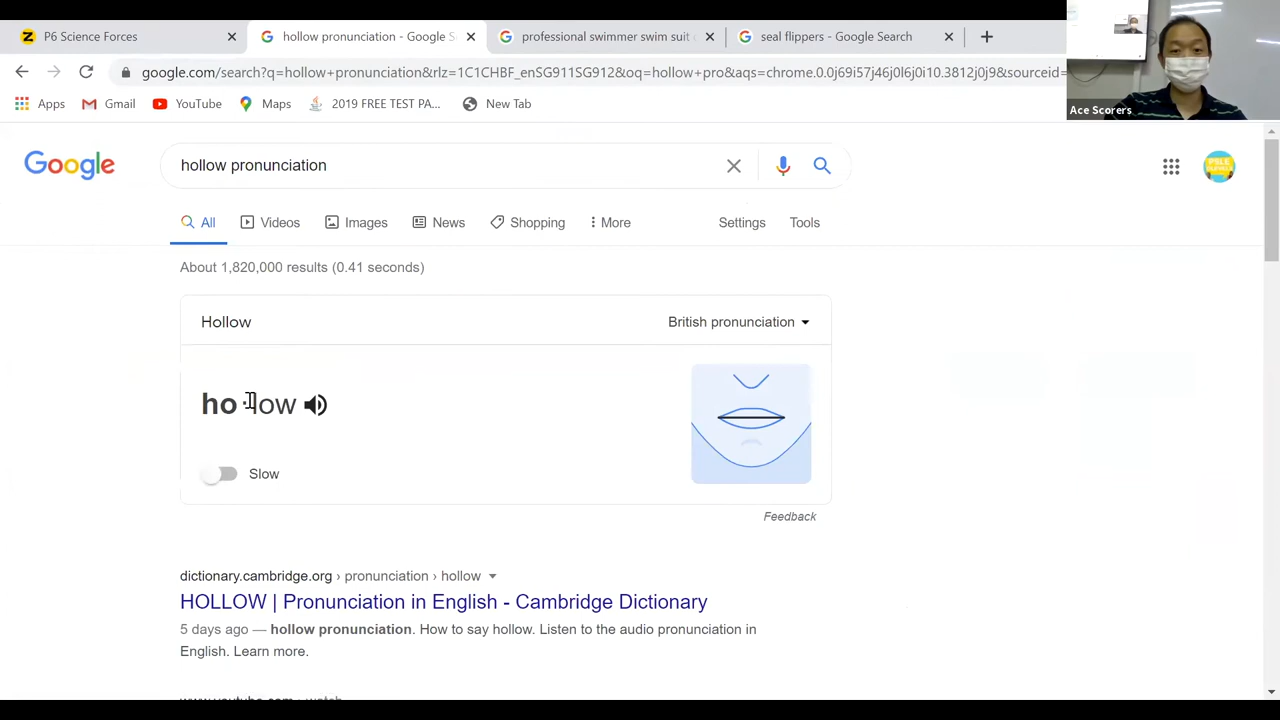 P6 Science Forces
hollow pronunciation - Google S
professional swimmer swim suit
seal flippers - Google Search
google.com/search?q=hollow+pronunciation&rlz=1C1CHBF_enSG911SG912&oq=hollow+pro&aqs=chrome.0.0j69i57j46j0l6j0i10.3812j0j9&sourceid=
Apps
Gmail
YouTube
Maps
2019 FREE TEST PA...
New Tab
Ace Scorers
Google
hollow pronunciation
All
Videos
Images
News
Shopping
More
Settings
Tools
About 1,820,000 results (0.41 seconds)
Hollow
British pronunciation
ho · low
Slow
Feedback
dictionary.cambridge.org › pronunciation › hollow
HOLLOW | Pronunciation in English - Cambridge Dictionary
5 days ago — hollow pronunciation. How to say hollow. Listen to the audio pronunciation in
English. Learn more.